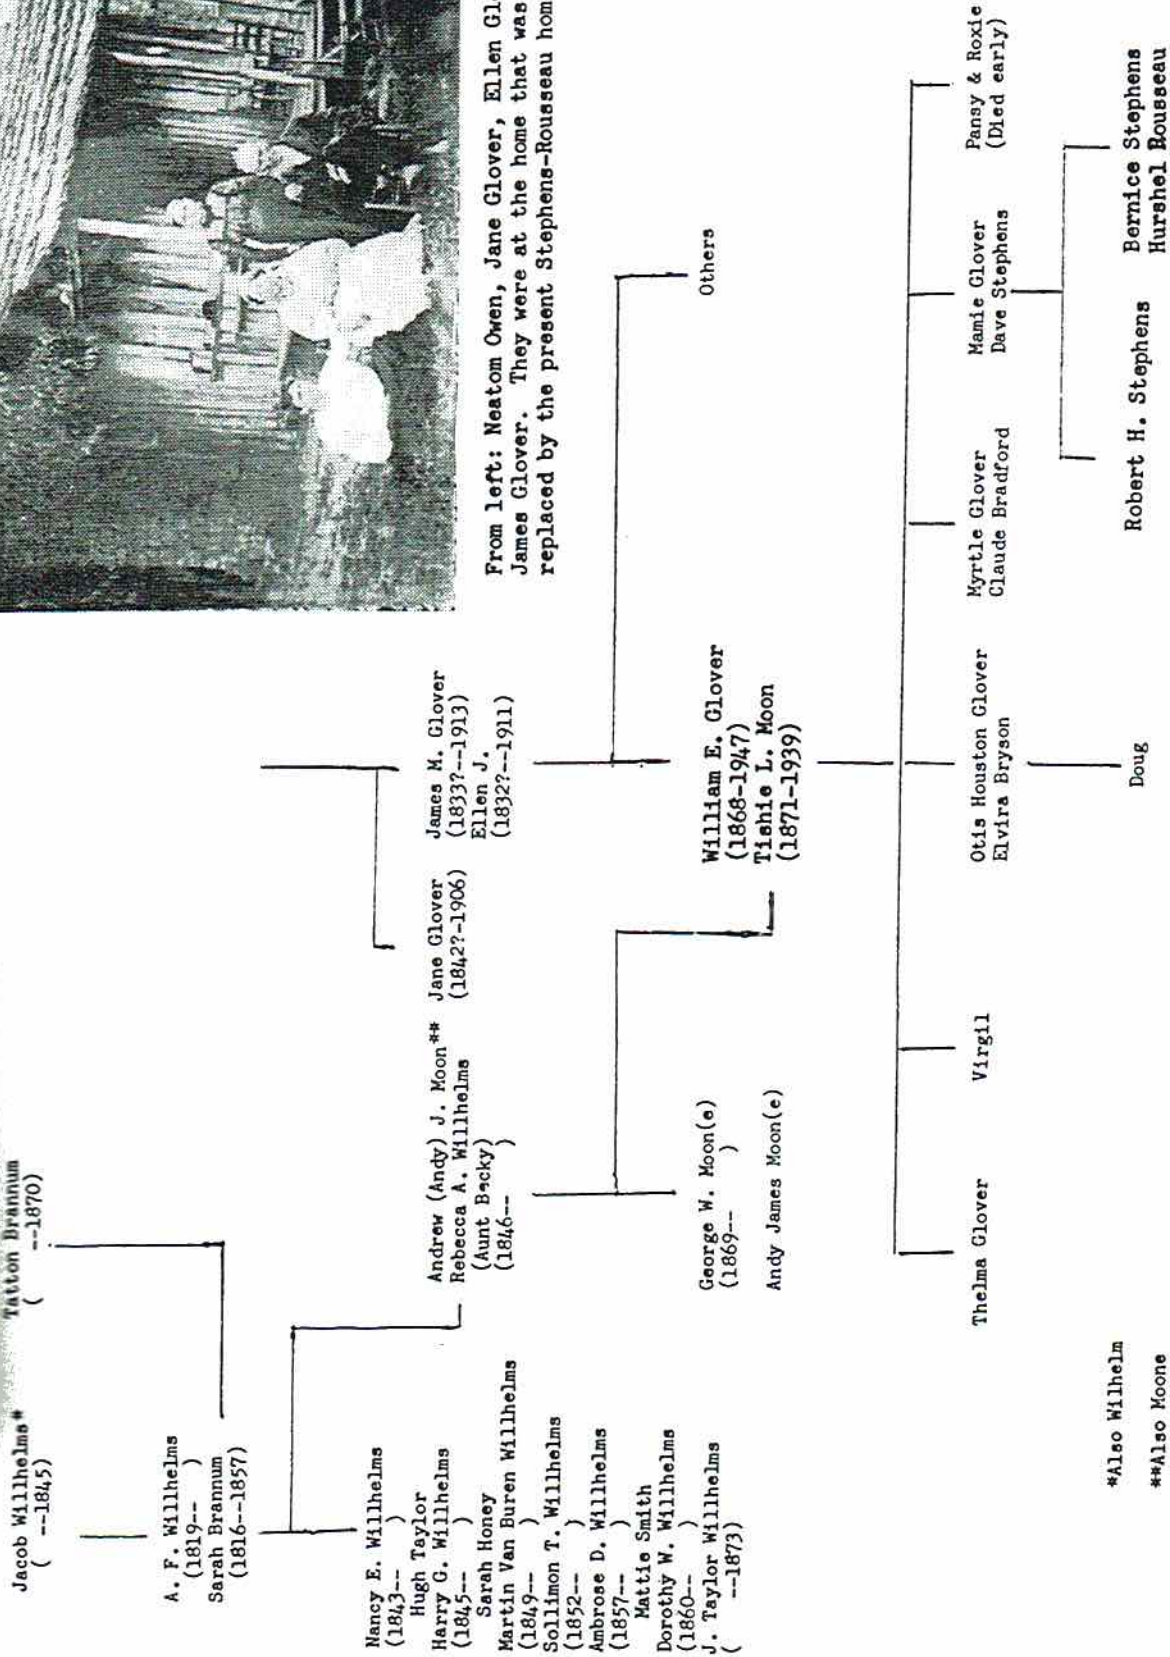 Jacob Willhelms*
( --1845)
Tatton Brannum
( --1870)
A. F. Willhelms
(1819-- )
Sarah Brannum
(1816--1857)
Nancy E. Willhelms
(1843-- )
Hugh Taylor
Harry G. Willhelms
(1845-- )
Sarah Honey
Martin Van Buren Willhelms
(1849-- )
Sollimon T. Willhelms
(1852-- )
Ambrose D. Willhelms
(1857-- )
Mattie Smith
Dorothy W. Willhelms
(1860-- )
J. Taylor Willhelms
( --1873)
Andrew (Andy) J. Moon**
Rebecca A. Willhelms
(Aunt Becky)
(1846-- )
Jane Glover
(1842?-1906)
James M. Glover
(1833?--1913)
Ellen J.
(1832?--1911)
From left: Neatom Owen, Jane Glover, Ellen Gl
James Glover. They were at the home that was
replaced by the present Stephens-Rousseau hom
George W. Moon(e)
(1869-- )
Andy James Moon(e)
William E. Glover
(1868-1947)
Tishie L. Moon
(1871-1939)
Others
Thelma Glover
Virgil
Otis Houston Glover
Elvira Bryson
Myrtle Glover
Claude Bradford
Mamie Glover
Dave Stephens
Pansy & Roxie
(Died early)
Doug
Robert H. Stephens
Bernice Stephens
Hurshel Rousseau
*Also Wilhelm
**Also Moone